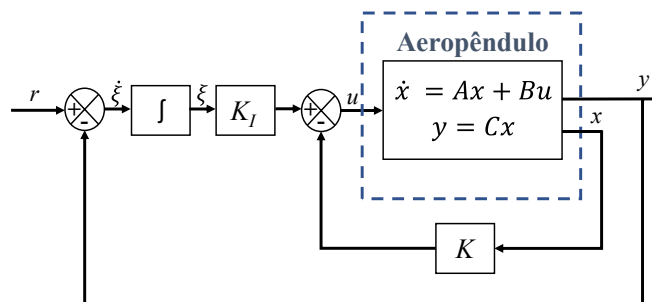 Aeropêndulo
r
+
-
ξ̇
∫
ξ
K_I
+
-
u
ẋ = Ax + Bu
y = Cx
y
x
K